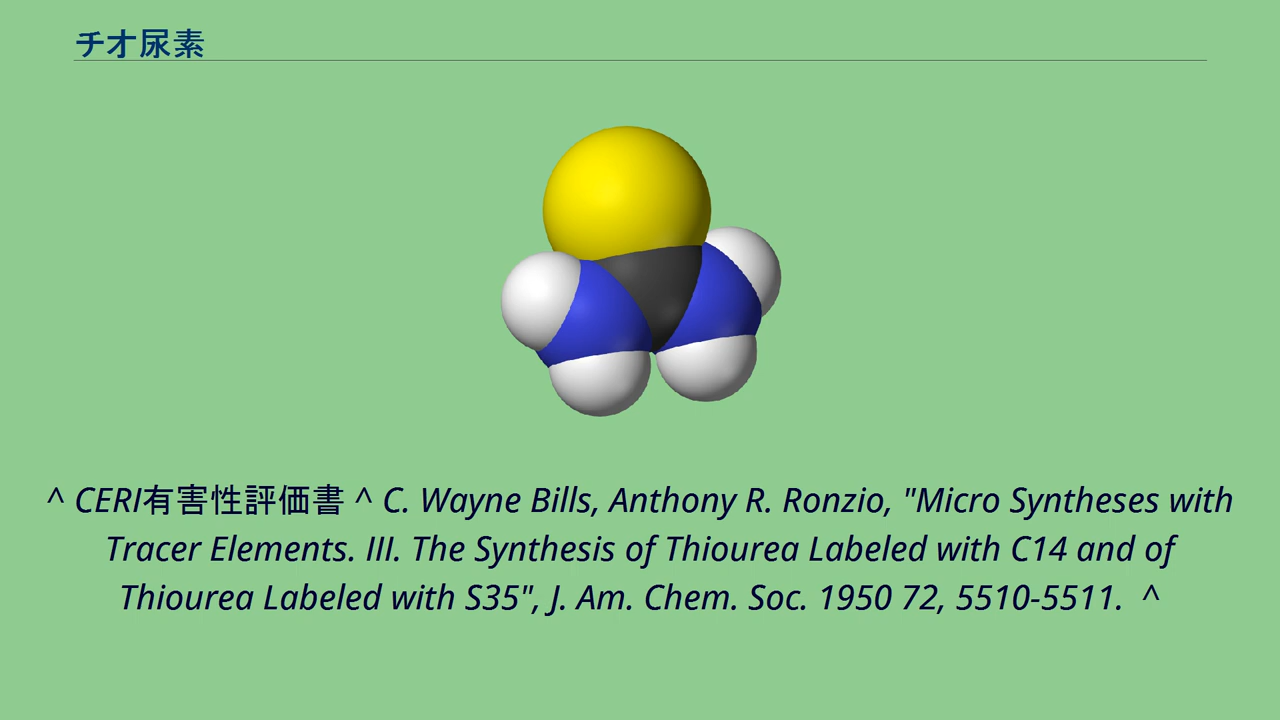 チオ尿素
^ CERI有害性評価書 ^ C. Wayne Bills, Anthony R. Ronzio, "Micro Syntheses with
Tracer Elements. III. The Synthesis of Thiourea Labeled with C14 and of
Thiourea Labeled with S35", J. Am. Chem. Soc. 1950 72, 5510-5511.  ^